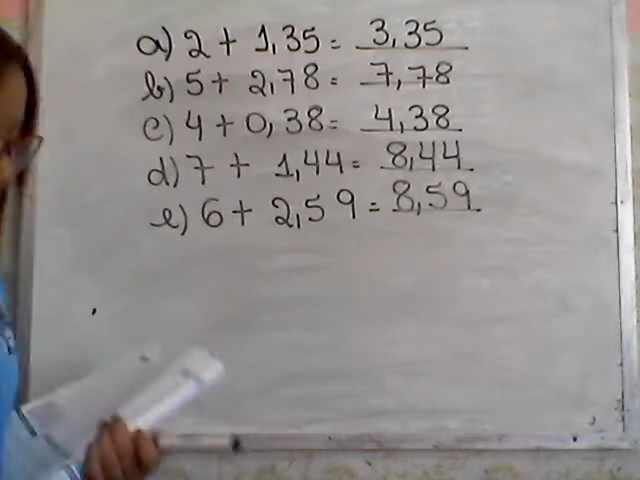 a) 2 + 1,35 = 3,35
b) 5 + 2,78 = 7,78
c) 4 + 0,38 = 4,38
d) 7 + 1,44 = 8,44
e) 6 + 2,59 = 8,59